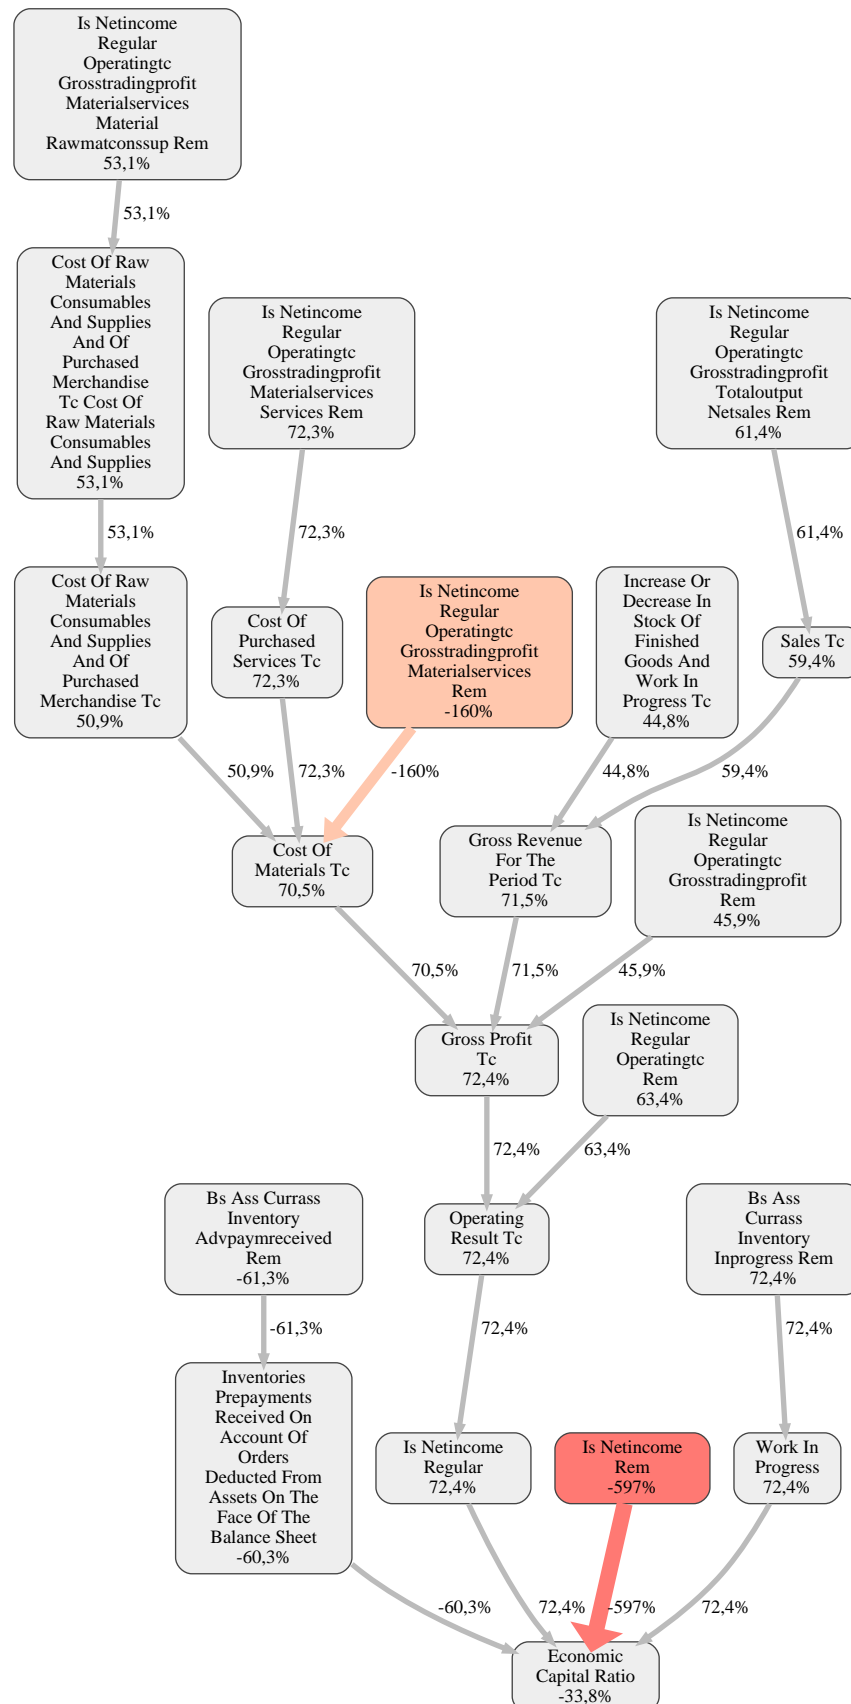 Is Netincome
Regular
Operatingtc
Grosstradingprofit
Materialservices
Material
Rawmatconssup Rem
53,1%
53,1%
Cost Of Raw
Materials
Consumables
And Supplies
And Of
Purchased
Merchandise
Tc Cost Of
Raw Materials
Consumables
And Supplies
53,1%
Is Netincome
Regular
Operatingtc
Grosstradingprofit
Materialservices
Services Rem
72,3%
Is Netincome
Regular
Operatingtc
Grosstradingprofit
Totaloutput
Netsales Rem
61,4%
53,1%
72,3%
61,4%
Cost Of Raw
Materials
Consumables
And Supplies
And Of
Purchased
Merchandise Tc
50,9%
Cost Of
Purchased
Services Tc
72,3%
Is Netincome
Regular
Operatingtc
Grosstradingprofit
Materialservices
Rem
-160%
Increase Or
Decrease In
Stock Of
Finished
Goods And
Work In
Progress Tc
44,8%
Sales Tc
59,4%
50,9%
72,3%
-160%
44,8%
59,4%
Cost Of
Materials Tc
70,5%
Gross Revenue
For The
Period Tc
71,5%
Is Netincome
Regular
Operatingtc
Grosstradingprofit
Rem
45,9%
70,5%
71,5%
45,9%
Gross Profit
Tc
72,4%
Is Netincome
Regular
Operatingtc
Rem
63,4%
72,4%
63,4%
Bs Ass Currass
Inventory
Advpaymreceived
Rem
-61,3%
Operating
Result Tc
72,4%
Bs Ass
Currass
Inventory
Inprogress Rem
72,4%
-61,3%
72,4%
72,4%
Inventories
Prepayments
Received On
Account Of
Orders
Deducted From
Assets On The
Face Of The
Balance Sheet
-60,3%
Is Netincome
Regular
72,4%
Is Netincome
Rem
-597%
Work In
Progress
72,4%
-60,3%
72,4%
-597%
72,4%
Economic
Capital Ratio
-33,8%